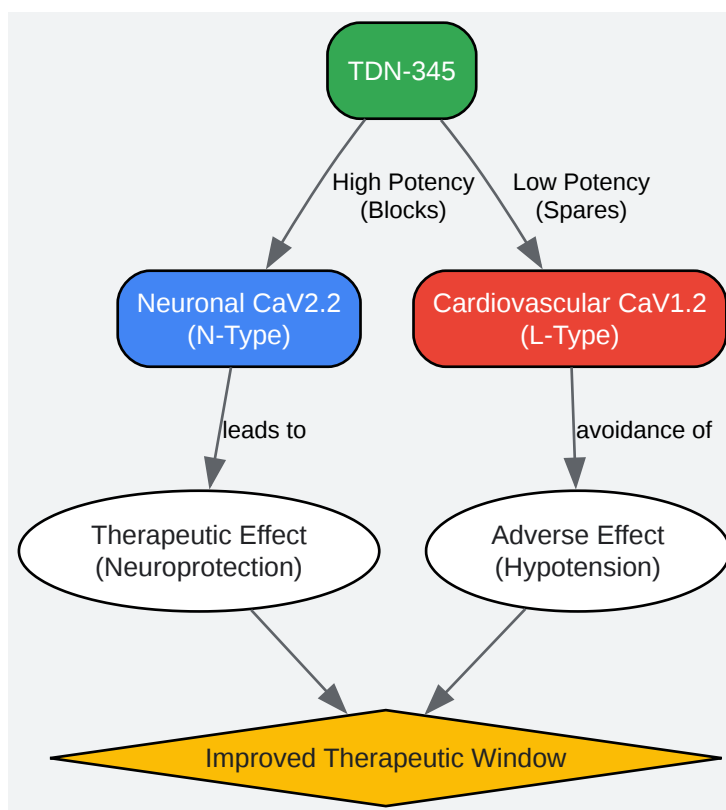 TDN-345
High Potency
(Blocks)
Low Potency
(Spares)
Neuronal CaV2.2
(N-Type)
Cardiovascular CaV1.2
(L-Type)
leads to
avoidance of
Therapeutic Effect
(Neuroprotection)
Adverse Effect
(Hypotension)
Improved Therapeutic Window